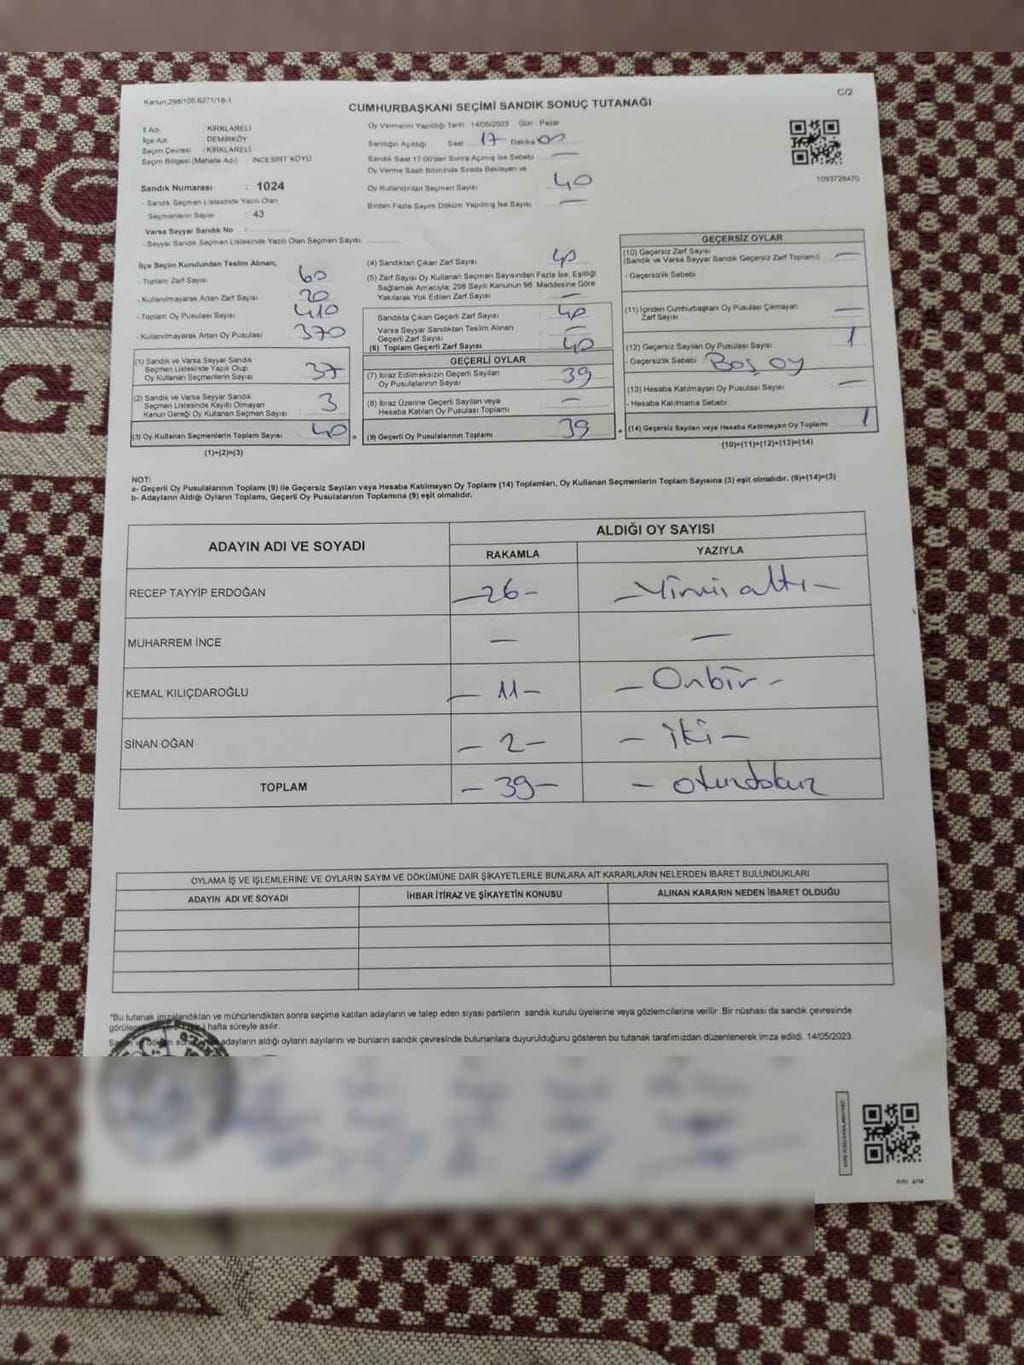 Kanun:298/105:6271/18-1
C/2
CUMHURBAŞKANI SEÇİMİ SANDIK SONUÇ TUTANAĞI
İl Adı : KIRKLARELİ
İlçe Adı : DEMİRKÖY
Seçim Çevresi : KIRKLARELİ
Seçim Bölgesi (Mahalle Adı) : İNCESIRT KÖYÜ
Sandık Numarası : 1024
- Sandık Seçmen Listesinde Yazılı Olan
Seçmenlerin Sayısı : 43
Varsa Seyyar Sandık No :
- Seyyar Sandık Seçmen Listesinde Yazılı Olan Seçmen Sayısı
Oy Vermenin Yapıldığı Tarih : 14/05/2023 Gün : Pazar
Sandığın Açıldığı Saat 17 Dakika 00
Sandık Saat 17:00'den Sonra Açılmış İse Sebebi : —
Oy Verme Saati Bitiminde Sırada Bekleyen ve
Oy Kullandırılan Seçmen Sayısı 40
Birden Fazla Sayım Döküm Yapılmış İse Sayısı —
1093728470
İlçe Seçim Kurulundan Teslim Alınan;
- Toplam Zarf Sayısı 60
- Kullanılmayarak Artan Zarf Sayısı 20
- Toplam Oy Pusulası Sayısı 410
- Kullanılmayarak Artan Oy Pusulası 370
(1) Sandık ve Varsa Seyyar Sandık
Seçmen Listesinde Yazılı Olup
Oy Kullanan Seçmenlerin Sayısı 37
(2) Sandık ve Varsa Seyyar Sandık
Seçmen Listesinde Kayıtlı Olmayan
Kanun Gereği Oy Kullanan Seçmen Sayısı 3
(3) Oy Kullanan Seçmenlerin Toplam Sayısı 40
(1)+(2)=(3)
(4) Sandıktan Çıkan Zarf Sayısı 40
(5) Zarf Sayısı Oy Kullanan Seçmen Sayısından Fazla İse, Eşitliği
Sağlamak Amacıyla; 298 Sayılı Kanunun 98. Maddesine Göre
Yakılarak Yok Edilen Zarf Sayısı —
Sandıkta Çıkan Geçerli Zarf Sayısı 40
Varsa Seyyar Sandıktan Teslim Alınan
Geçerli Zarf Sayısı —
(6) Toplam Geçerli Zarf Sayısı 40
GEÇERLİ OYLAR
(7) İtiraz Edilmeksizin Geçerli Sayılan
Oy Pusulalarının Sayısı 39
(8) İtiraz Üzerine Geçerli Sayılan veya
Hesaba Katılan Oy Pusulası Toplamı —
(9) Geçerli Oy Pusulalarının Toplamı 39
GEÇERSİZ OYLAR
(10) Geçersiz Zarf Sayısı
(Sandık ve Varsa Seyyar Sandık Geçersiz Zarf Toplamı) —
- Geçersizlik Sebebi
(11) İçinden Cumhurbaşkanı Oy Pusulası Çıkmayan
Zarf Sayısı —
(12) Geçersiz Sayılan Oy Pusulası Sayısı 1
- Geçersizlik Sebebi Boş oy
(13) Hesaba Katılmayan Oy Pusulası Sayısı —
- Hesaba Katılmama Sebebi
(14) Geçersiz Sayılan veya Hesaba Katılmayan Oy Toplamı 1
(10)+(11)+(12)+(13)=(14)
NOT:
a- Geçerli Oy Pusulalarının Toplamı (9) ile Geçersiz Sayılan veya Hesaba Katılmayan Oy Toplamı (14) Toplamları, Oy Kullanan Seçmenlerin Toplam Sayısına (3) eşit olmalıdır. (9)+(14)=(3)
b- Adayların Aldığı Oyların Toplamı, Geçerli Oy Pusulalarının Toplamına (9) eşit olmalıdır.
ADAYIN ADI VE SOYADI
ALDIĞI OY SAYISI
RAKAMLA YAZIYLA
RECEP TAYYİP ERDOĞAN —26— —Yirmi altı—
MUHARREM İNCE — —
KEMAL KILIÇDAROĞLU —11— —Onbir—
SİNAN OĞAN —2— —iki—
TOPLAM —39— —otuzdokuz
OYLAMA İŞ VE İŞLEMLERİNE VE OYLARIN SAYIM VE DÖKÜMÜNE DAİR ŞİKAYETLERLE BUNLARA AİT KARARLARIN NELERDEN İBARET BULUNDUKLARI
ADAYIN ADI VE SOYADI İHBAR İTİRAZ VE ŞİKAYETİN KONUSU ALINAN KARARIN NEDEN İBARET OLDUĞU
*Bu tutanak imzalandıktan ve mühürlendikten sonra seçime katılan adayların ve talep eden siyasi partilerin sandık kurulu üyelerine veya gözlemcilerine verilir. Bir nüshası da sandık çevresinde
hafta süreyle asılır.
adayların aldığı oyların sayılarını ve bunların sandık çevresinde bulunanlara duyurulduğunu gösteren bu tutanak tarafımızdan düzenlenerek imza edildi. 14/05/2023